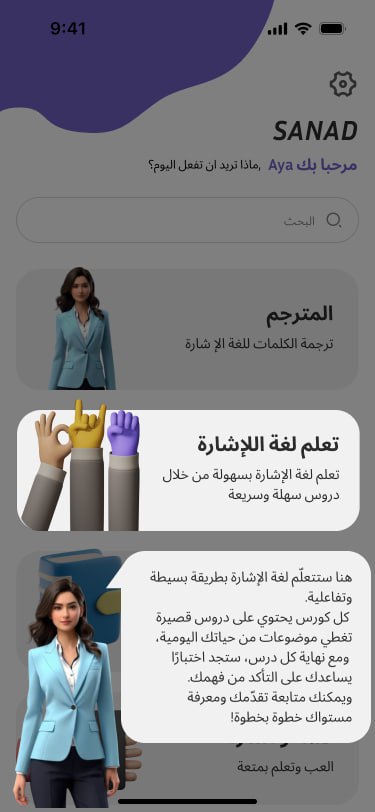 9:41
SANAD
مرحبا بك Aya ,ماذا تريد ان تفعل اليوم؟
البحث
المترجم
ترجمة الكلمات للغة الإ شارة
تعلم لغة اللإشارة
تعلم لغة الإشارة بسهولة من خلال
دروس سهلة وسريعة
هنا ستتعلّم لغة الإشارة بطريقة بسيطة
وتفاعلية.
كل كورس يحتوي على دروس قصيرة
تغطي موضوعات من حياتك اليومية،
ومع نهاية كل درس، ستجد اختبارًا
يساعدك على التأكد من فهمك.
ويمكنك متابعة تقدّمك ومعرفة
مستواك خطوة بخطوة!
العب وتعلم بمتعة